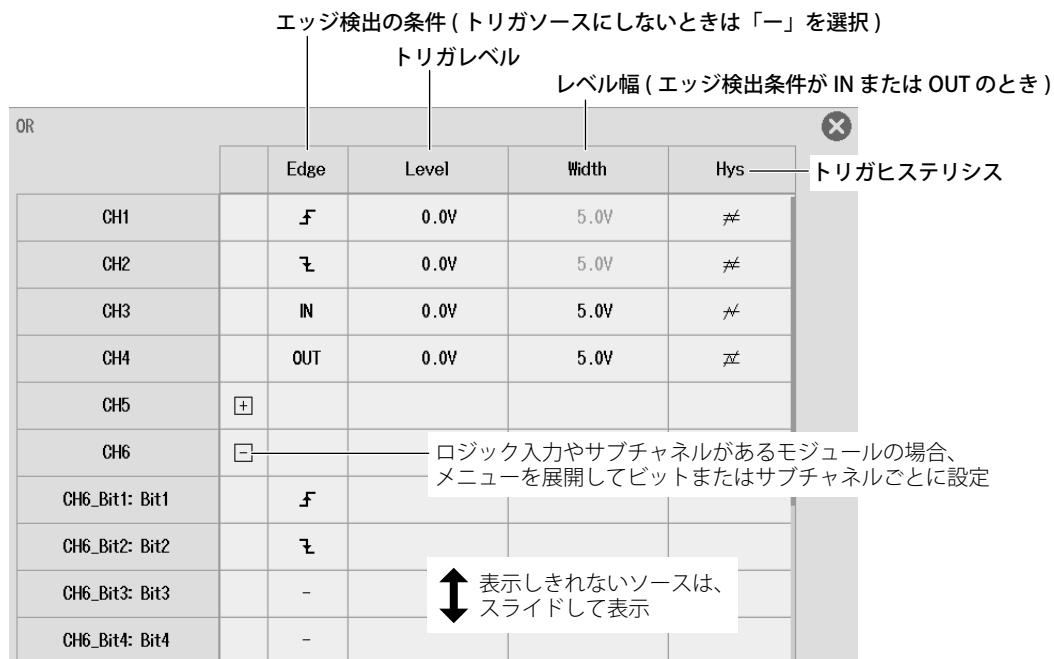 エッジ検出の条件 ( トリガソースにしないときは「ー」を選択 )
トリガレベル
レベル幅 ( エッジ検出条件が IN または OUT のとき )
OR
Edge Level Width Hys トリガヒステリシス
CH1 0.0V 5.0V
CH2 0.0V 5.0V
CH3 IN 0.0V 5.0V
CH4 OUT 0.0V 5.0V
CH5 +
CH6 -
ロジック入力やサブチャネルがあるモジュールの場合、
メニューを展開してビットまたはサブチャネルごとに設定
CH6_Bit1: Bit1
CH6_Bit2: Bit2
CH6_Bit3: Bit3 -
表示しきれないソースは、
スライドして表示
CH6_Bit4: Bit4 -